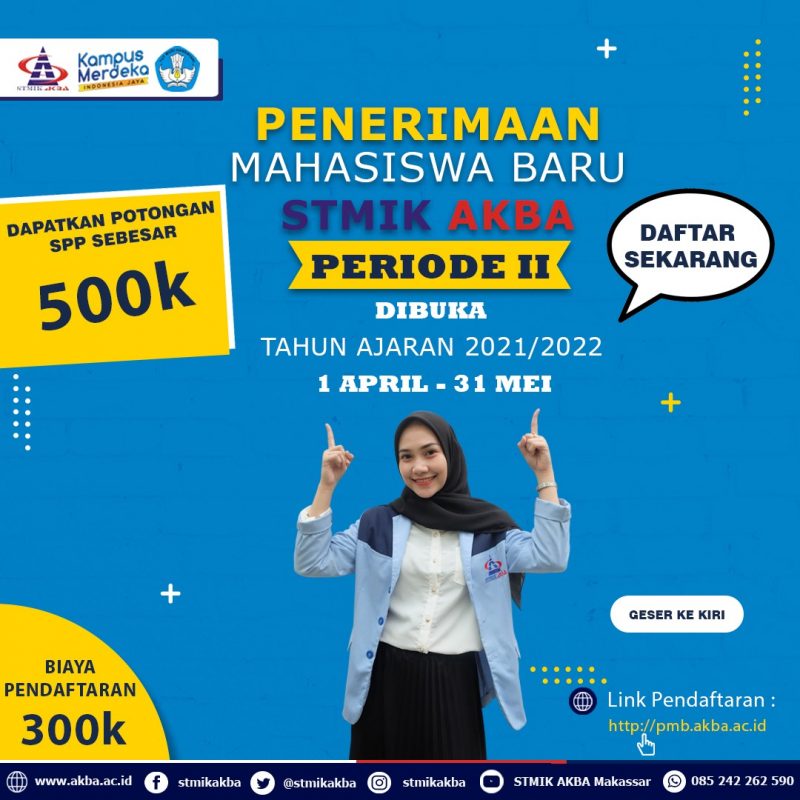 STMIK AKBA
Kampus
Merdeka
INDONESIA JAYA
PENERIMAAN
MAHASISWA BARU
STMIK AKBA
PERIODE II
DIBUKA
TAHUN AJARAN 2021/2022
1 APRIL - 31 MEI
DAPATKAN POTONGAN
SPP SEBESAR
500k
DAFTAR
SEKARANG
GESER KE KIRI
BIAYA
PENDAFTARAN
300k
Link Pendaftaran :
http://pmb.akba.ac.id
www.akba.ac.id stmikakba @stmikakba stmikakba STMIK AKBA Makassar 085 242 262 590